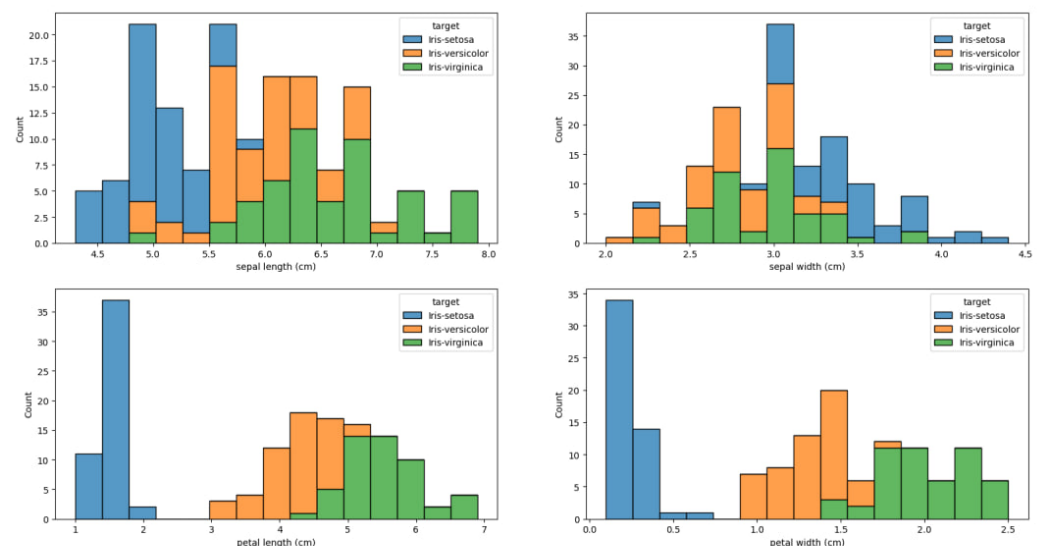 target
Iris-setosa
Iris-versicolor
Iris-virginica
Count
20.0
17.5
15.0
12.5
10.0
7.5
5.0
2.5
0.0
4.5 5.0 5.5 6.0 6.5 7.0 7.5 8.0
sepal length (cm)
target
Iris-setosa
Iris-versicolor
Iris-virginica
Count
35
30
25
20
15
10
5
0
2.0 2.5 3.0 3.5 4.0 4.5
sepal width (cm)
target
Iris-setosa
Iris-versicolor
Iris-virginica
Count
35
30
25
20
15
10
5
0
1 2 3 4 5 6 7
petal length (cm)
target
Iris-setosa
Iris-versicolor
Iris-virginica
Count
35
30
25
20
15
10
5
0
0.0 0.5 1.0 1.5 2.0 2.5
petal width (cm)